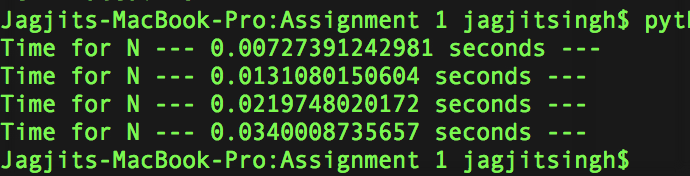 Jagjits-MacBook-Pro:Assignment 1 jagjitsingh$
Time for N --- 0.00727391242981 seconds ---
Time for N --- 0.0131080150604 seconds ---
Time for N --- 0.0219748020172 seconds ---
Time for N --- 0.0340008735657 seconds ---
Jagjits-MacBook-Pro:Assignment 1 jagjitsingh$